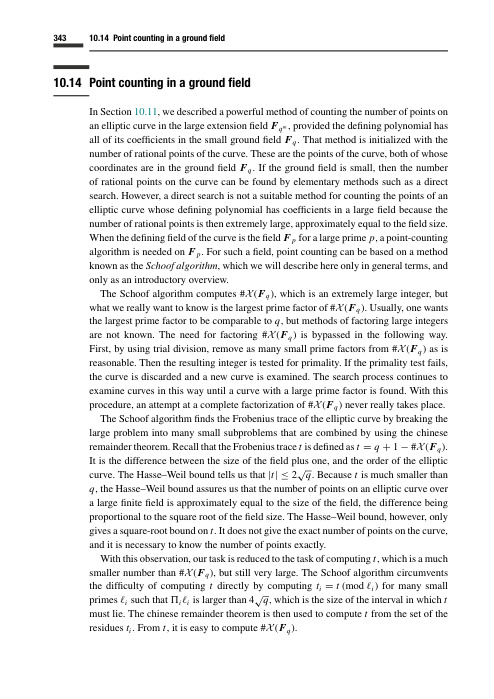 343 10.14 Point counting in a ground field
10.14 Point counting in a ground field
In Section 10.11, we described a powerful method of counting the number of points on
an elliptic curve in the large extension field F_{q^m}, provided the defining polynomial has
all of its coefficients in the small ground field F_q. That method is initialized with the
number of rational points of the curve. These are the points of the curve, both of whose
coordinates are in the ground field F_q. If the ground field is small, then the number
of rational points on the curve can be found by elementary methods such as a direct
search. However, a direct search is not a suitable method for counting the points of an
elliptic curve whose defining polynomial has coefficients in a large field because the
number of rational points is then extremely large, approximately equal to the field size.
When the defining field of the curve is the field F_p for a large prime p, a point-counting
algorithm is needed on F_p. For such a field, point counting can be based on a method
known as the Schoof algorithm, which we will describe here only in general terms, and
only as an introductory overview.
The Schoof algorithm computes #𝒳(F_q), which is an extremely large integer, but
what we really want to know is the largest prime factor of #𝒳(F_q). Usually, one wants
the largest prime factor to be comparable to q, but methods of factoring large integers
are not known. The need for factoring #𝒳(F_q) is bypassed in the following way.
First, by using trial division, remove as many small prime factors from #𝒳(F_q) as is
reasonable. Then the resulting integer is tested for primality. If the primality test fails,
the curve is discarded and a new curve is examined. The search process continues to
examine curves in this way until a curve with a large prime factor is found. With this
procedure, an attempt at a complete factorization of #𝒳(F_q) never really takes place.
The Schoof algorithm finds the Frobenius trace of the elliptic curve by breaking the
large problem into many small subproblems that are combined by using the chinese
remainder theorem. Recall that the Frobenius trace t is defined as t = q + 1 − #𝒳(F_q).
It is the difference between the size of the field plus one, and the order of the elliptic
curve. The Hasse–Weil bound tells us that |t| ≤ 2√q. Because t is much smaller than
q, the Hasse–Weil bound assures us that the number of points on an elliptic curve over
a large finite field is approximately equal to the size of the field, the difference being
proportional to the square root of the field size. The Hasse–Weil bound, however, only
gives a square-root bound on t. It does not give the exact number of points on the curve,
and it is necessary to know the number of points exactly.
With this observation, our task is reduced to the task of computing t, which is a much
smaller number than #𝒳(F_q), but still very large. The Schoof algorithm circumvents
the difficulty of computing t directly by computing t_i = t (mod ℓ_i) for many small
primes ℓ_i such that Π_iℓ_i is larger than 4√q, which is the size of the interval in which t
must lie. The chinese remainder theorem is then used to compute t from the set of the
residues t_i. From t, it is easy to compute #𝒳(F_q).